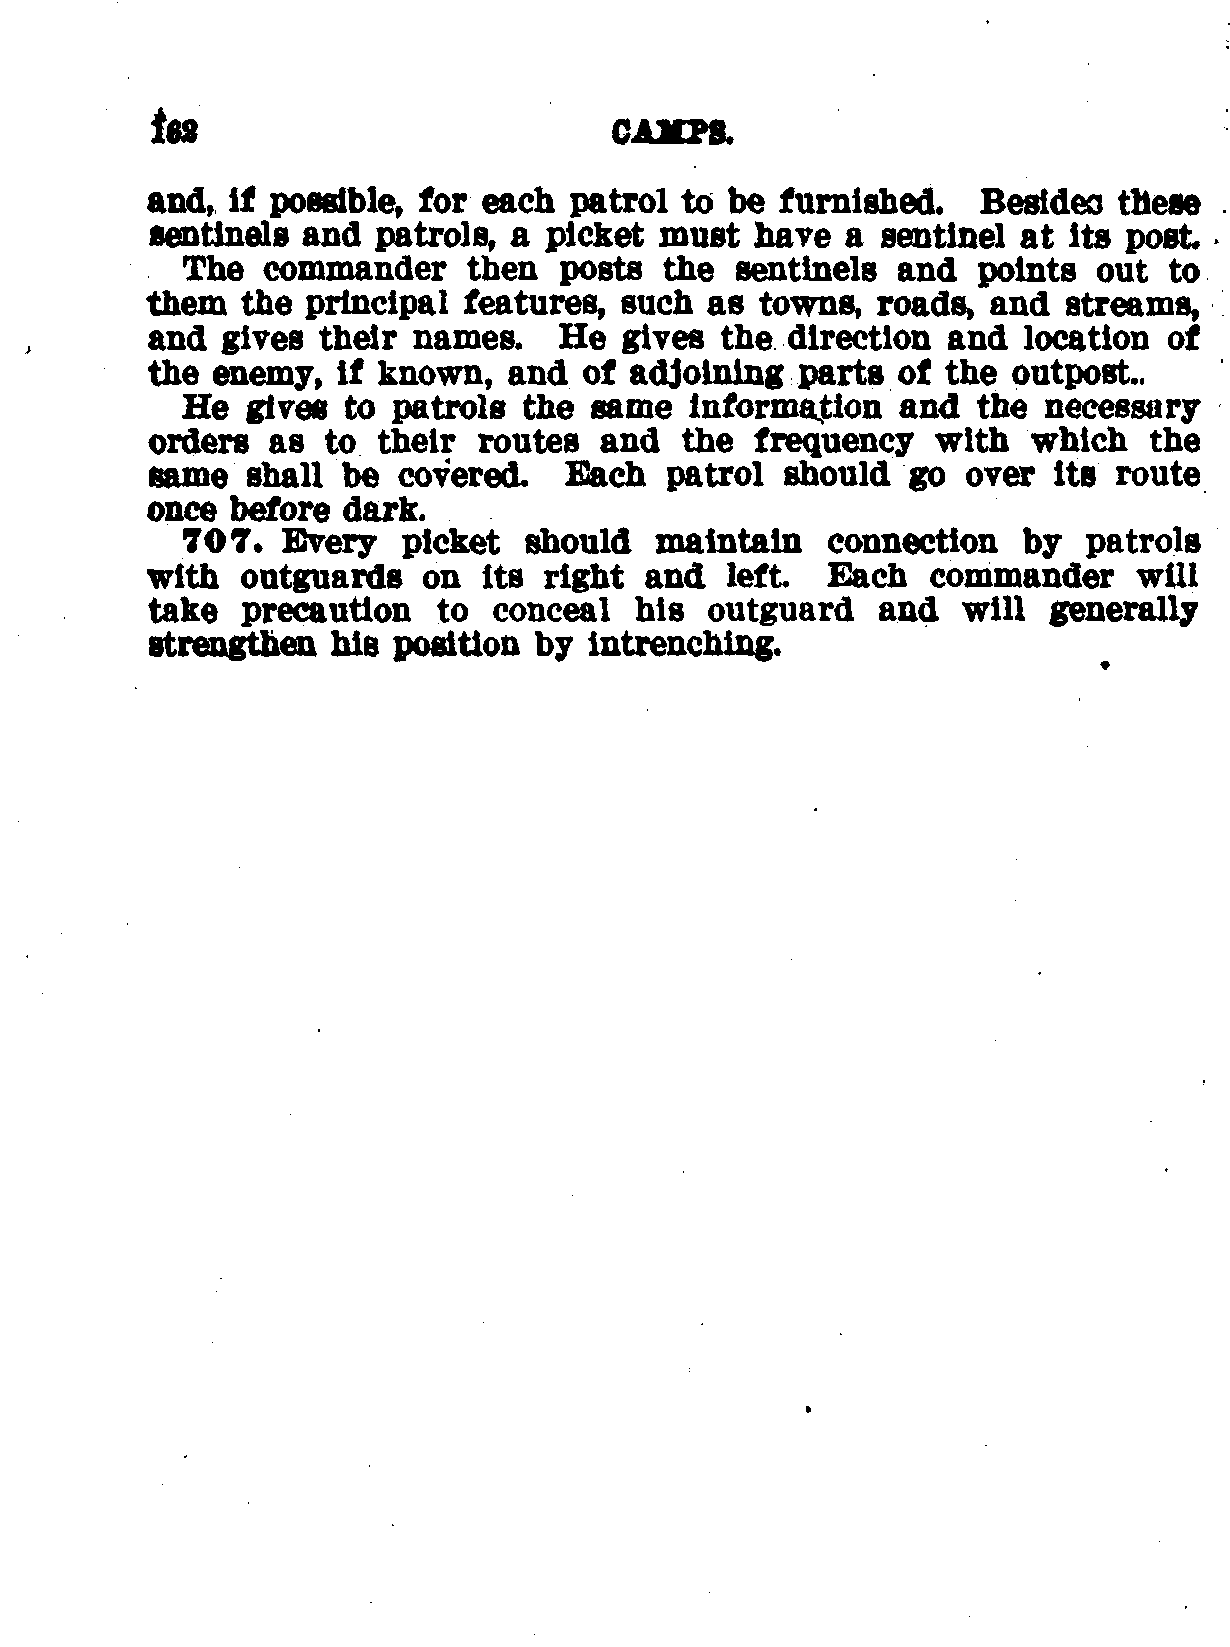 162 CAMPS.
and, if possible, for each patrol to be furnished. Besides these
sentinels and patrols, a picket must have a sentinel at its post.
The commander then posts the sentinels and points out to
them the principal features, such as towns, roads, and streams,
and gives their names. He gives the direction and location of
the enemy, if known, and of adjoining parts of the outpost..
He gives to patrols the same information and the necessary
orders as to their routes and the frequency with which the
same shall be covered. Each patrol should go over its route
once before dark.
707. Every picket should maintain connection by patrols
with outguards on its right and left. Each commander will
take precaution to conceal his outguard and will generally
strengthen his position by intrenching.